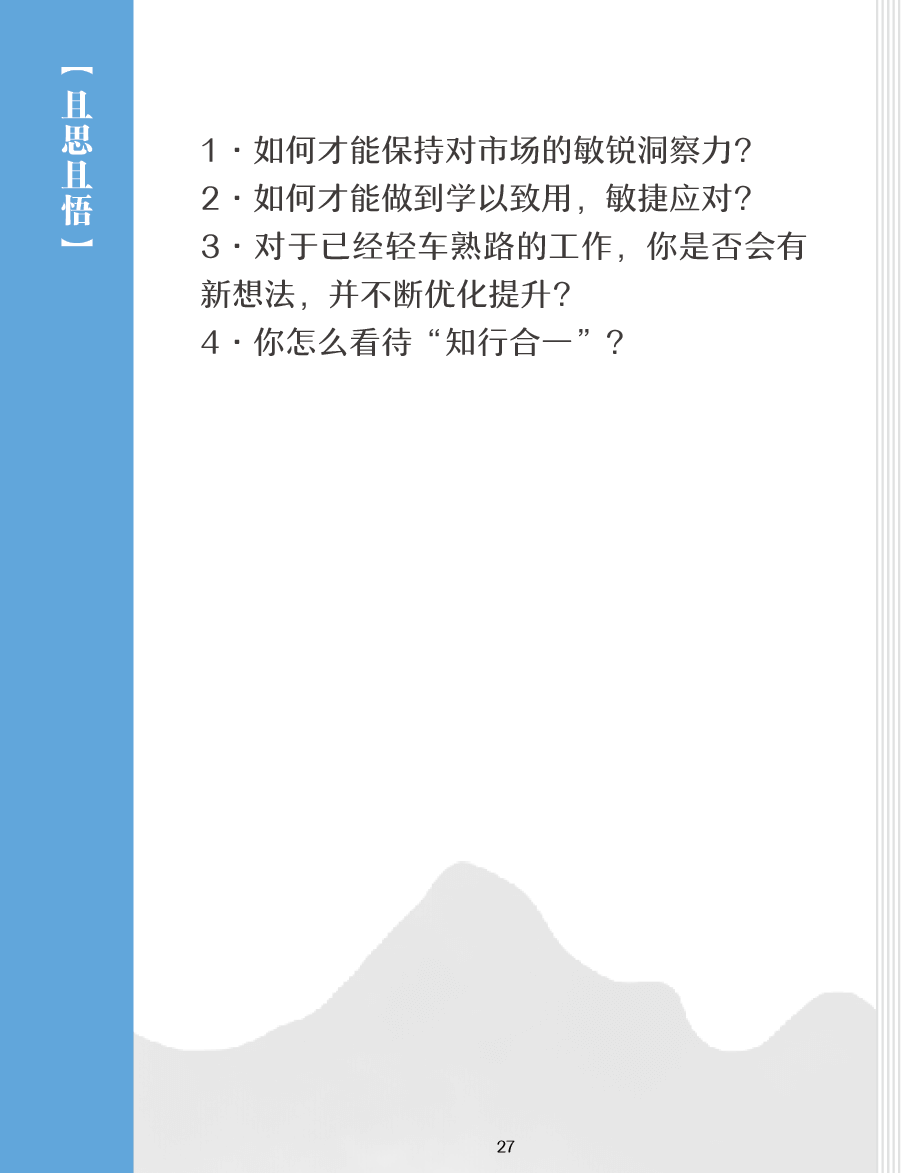 【且思且悟】
1·如何才能保持对市场的敏锐洞察力?
2·如何才能做到学以致用，敏捷应对?
3·对于已经轻车熟路的工作，你是否会有
新想法，并不断优化提升?
4·你怎么看待“知行合一”?
27